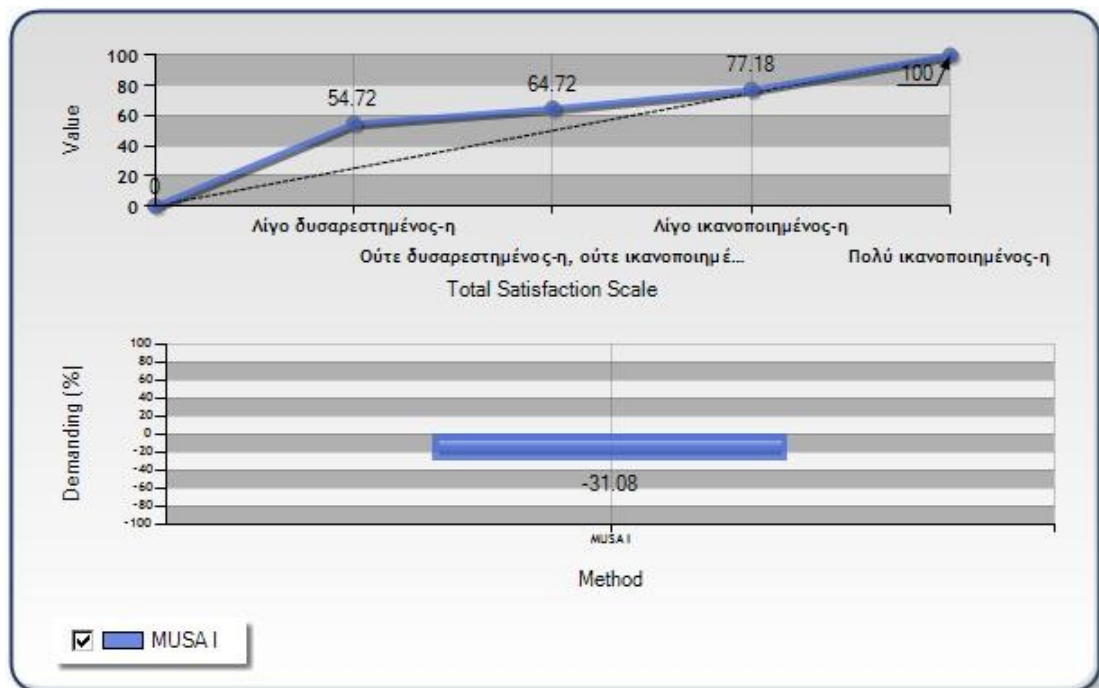 100
80
60
40
20
0
Value
0
54.72
64.72
77.18
100
Λίγο δυσαρεστημένος-η
Λίγο ικανοποιημένος-η
Ούτε δυσαρεστημένος-η, ούτε ικανοποιημέ...
Πολύ ικανοποιημένος-η
Total Satisfaction Scale
100
80
60
40
20
0
-20
-40
-60
-80
-100
Demanding (%|
-31.08
MUSA I
Method
MUSA I